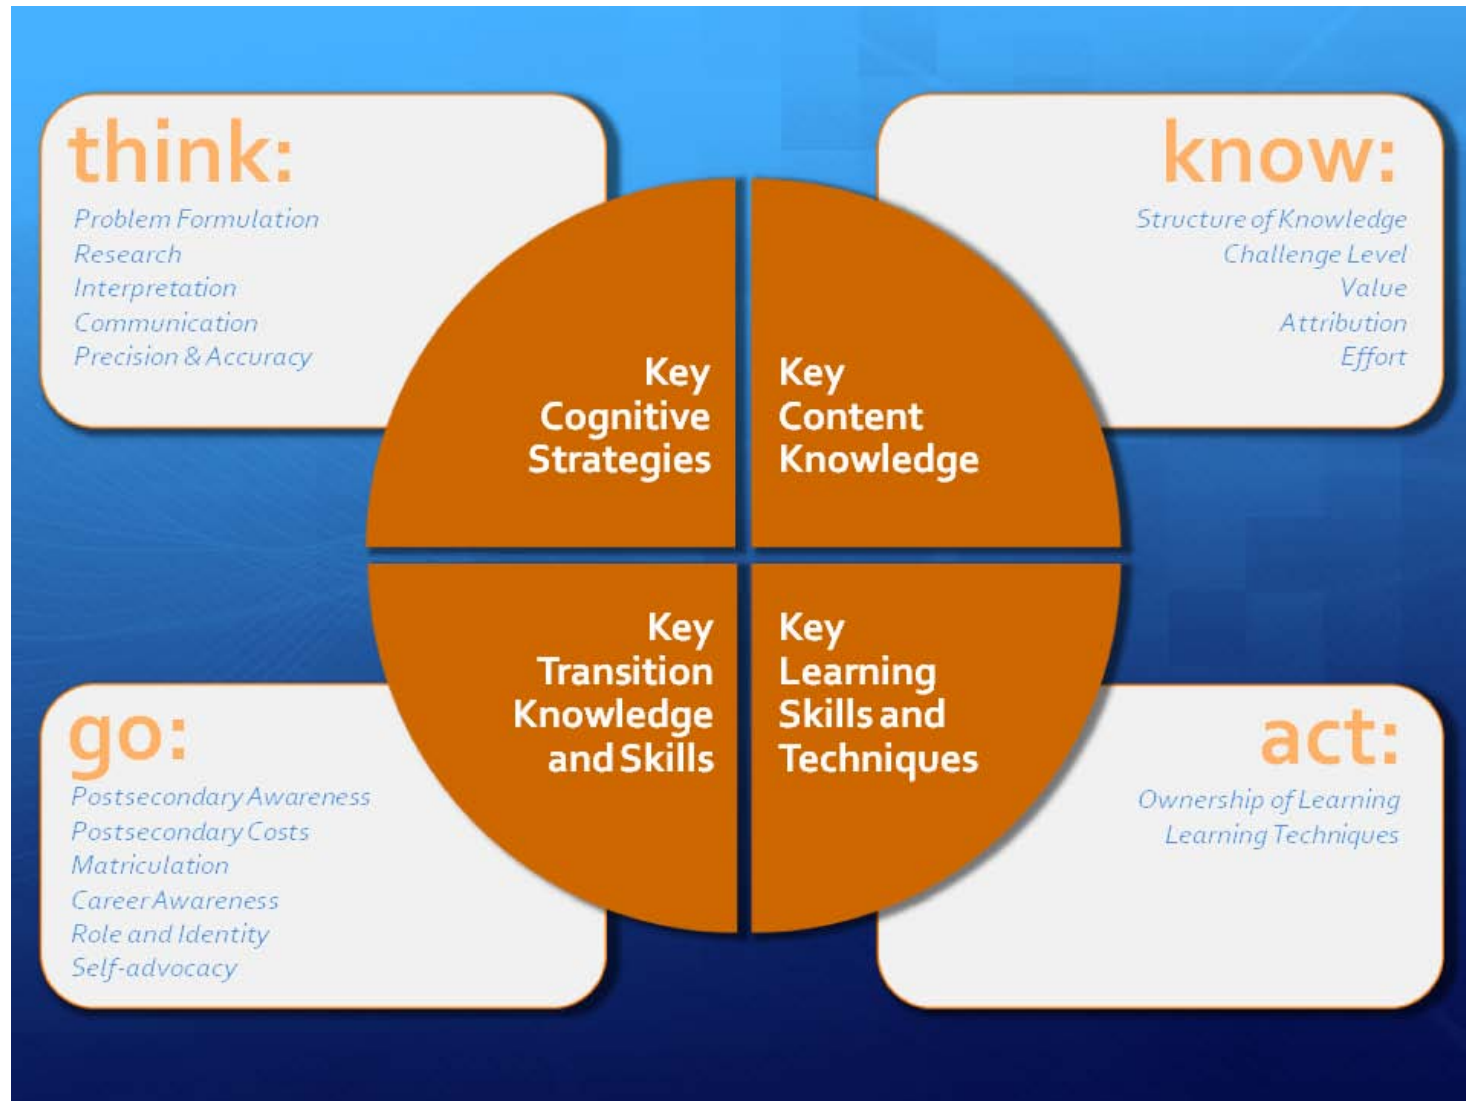 think:
Problem Formulation
Research
Interpretation
Communication
Precision & Accuracy
know:
Structure of Knowledge
Challenge Level
Value
Attribution
Effort
Key
Cognitive
Strategies
Key
Content
Knowledge
Key
Transition
Knowledge
and Skills
Key
Learning
Skills and
Techniques
go:
Postsecondary Awareness
Postsecondary Costs
Matriculation
Career Awareness
Role and Identity
Self-advocacy
act:
Ownership of Learning
Learning Techniques